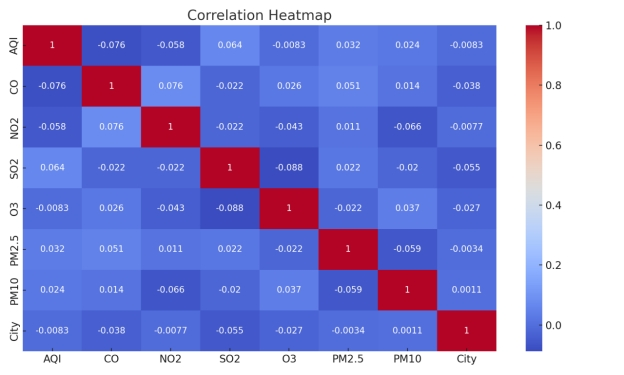 Correlation Heatmap
AQI 1 -0.076 -0.058 0.064 -0.0083 0.032 0.024 -0.0083
CO -0.076 1 0.076 -0.022 0.026 0.051 0.014 -0.038
NO2 -0.058 0.076 1 -0.022 -0.043 0.011 -0.066 -0.0077
SO2 0.064 -0.022 -0.022 1 -0.088 0.022 -0.02 -0.055
O3 -0.0083 0.026 -0.043 -0.088 1 -0.022 0.037 -0.027
PM2.5 0.032 0.051 0.011 0.022 -0.022 1 -0.059 -0.0034
PM10 0.024 0.014 -0.066 -0.02 0.037 -0.059 1 0.0011
City -0.0083 -0.038 -0.0077 -0.055 -0.027 -0.0034 0.0011 1
AQI CO NO2 SO2 O3 PM2.5 PM10 City
1.0
0.8
0.6
0.4
0.2
0.0